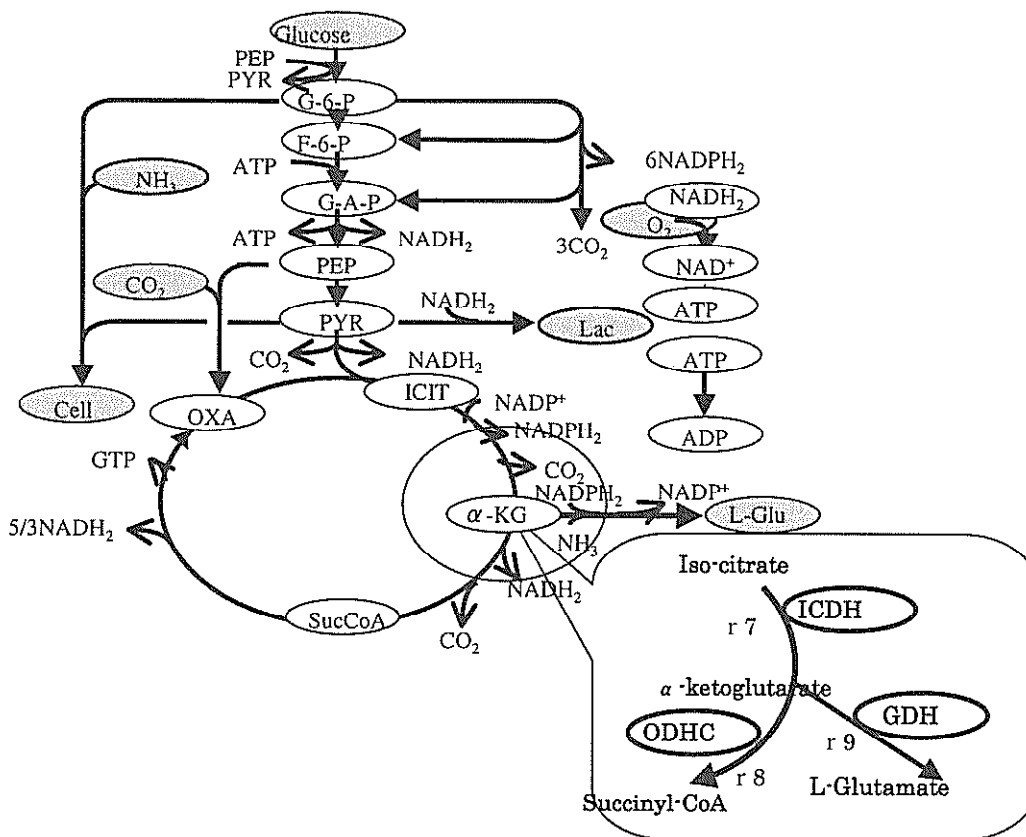 Glucose
PEP
PYR
G-6-P
F-6-P
ATP
6NADPH₂
NH₃
NADH₂
G-A-P
O₂
ATP
NADH₂
3CO₂
PEP
NAD⁺
CO₂
NADH₂
ATP
PYR
Lac
CO₂
NADH₂
ATP
ICIT
Cell
OXA
NADP⁺
NADPH₂
ADP
GTP
CO₂
NADPH₂
NADP⁺
α-KG
L-Glu
5/3NADH₂
NH₃
Iso-citrate
NADH₂
SucCoA
CO₂
ICDH
r 7
α-ketoglutarate
GDH
ODHC
r 9
r 8
L-Glutamate
Succinyl-CoA